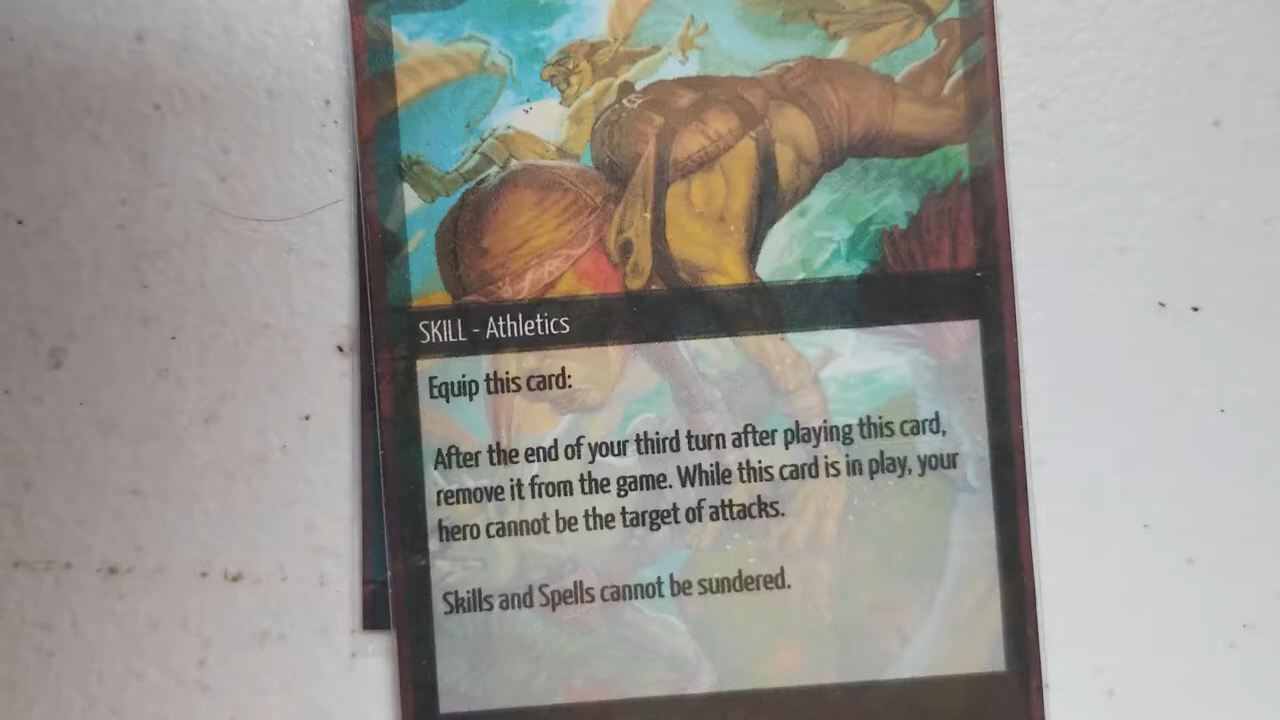 SKILL - Athletics
Equip this card:
After the end of your third turn after playing this card,
remove it from the game. While this card is in play, your
hero cannot be the target of attacks.
Skills and Spells cannot be sundered.